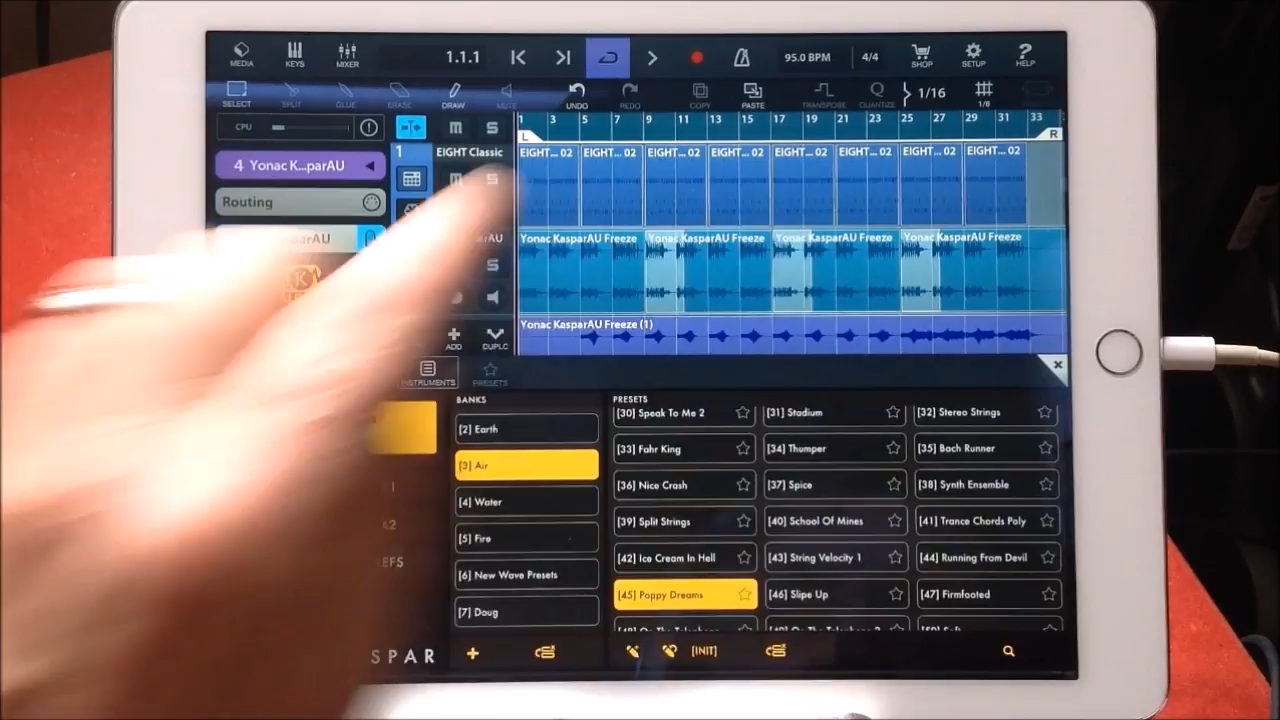 MEDIA KEYS MIXER 1.1.1 95.0 BPM 4/4 SHOP SETUP HELP
SELECT SPLIT GLUE ERASE DRAW MUTE UNDO REDO COPY PASTE TRANSPOSE QUANTIZE 1/16 1/8
CPU M S 1 3 5 7 9 11 13 15 17 19 21 23 25 27 29 31 33
L R
4 Yonac K...parAU 1 EIGHT Classic EIGHT... 02 EIGHT... 02 EIGHT... 02 EIGHT... 02 EIGHT... 02 EIGHT... 02 EIGHT... 02 EIGHT... 02
M S
Routing
parAU arAU Yonac KasparAU Freeze Yonac KasparAU Freeze Yonac KasparAU Freeze Yonac KasparAU Freeze
K S
Yonac KasparAU Freeze (1)
ADD DUPLC
INSTRUMENTS PRESETS
BANKS PRESETS
[30] Speak To Me 2 [31] Stadium [32] Stereo Strings
[2] Earth
[33] Fahr King [34] Thumper [35] Bach Runner
[3] Air
[36] Nice Crash [37] Spice [38] Synth Ensemble
[4] Water
[39] Split Strings [40] School Of Mines [41] Trance Chords Poly
[5] Fire
[42] Ice Cream In Hell [43] String Velocity 1 [44] Running From Devil
EFS
[6] New Wave Presets
[45] Poppy Dreams [46] Slipe Up [47] Firmfooted
[7] Doug
SPAR [INIT]